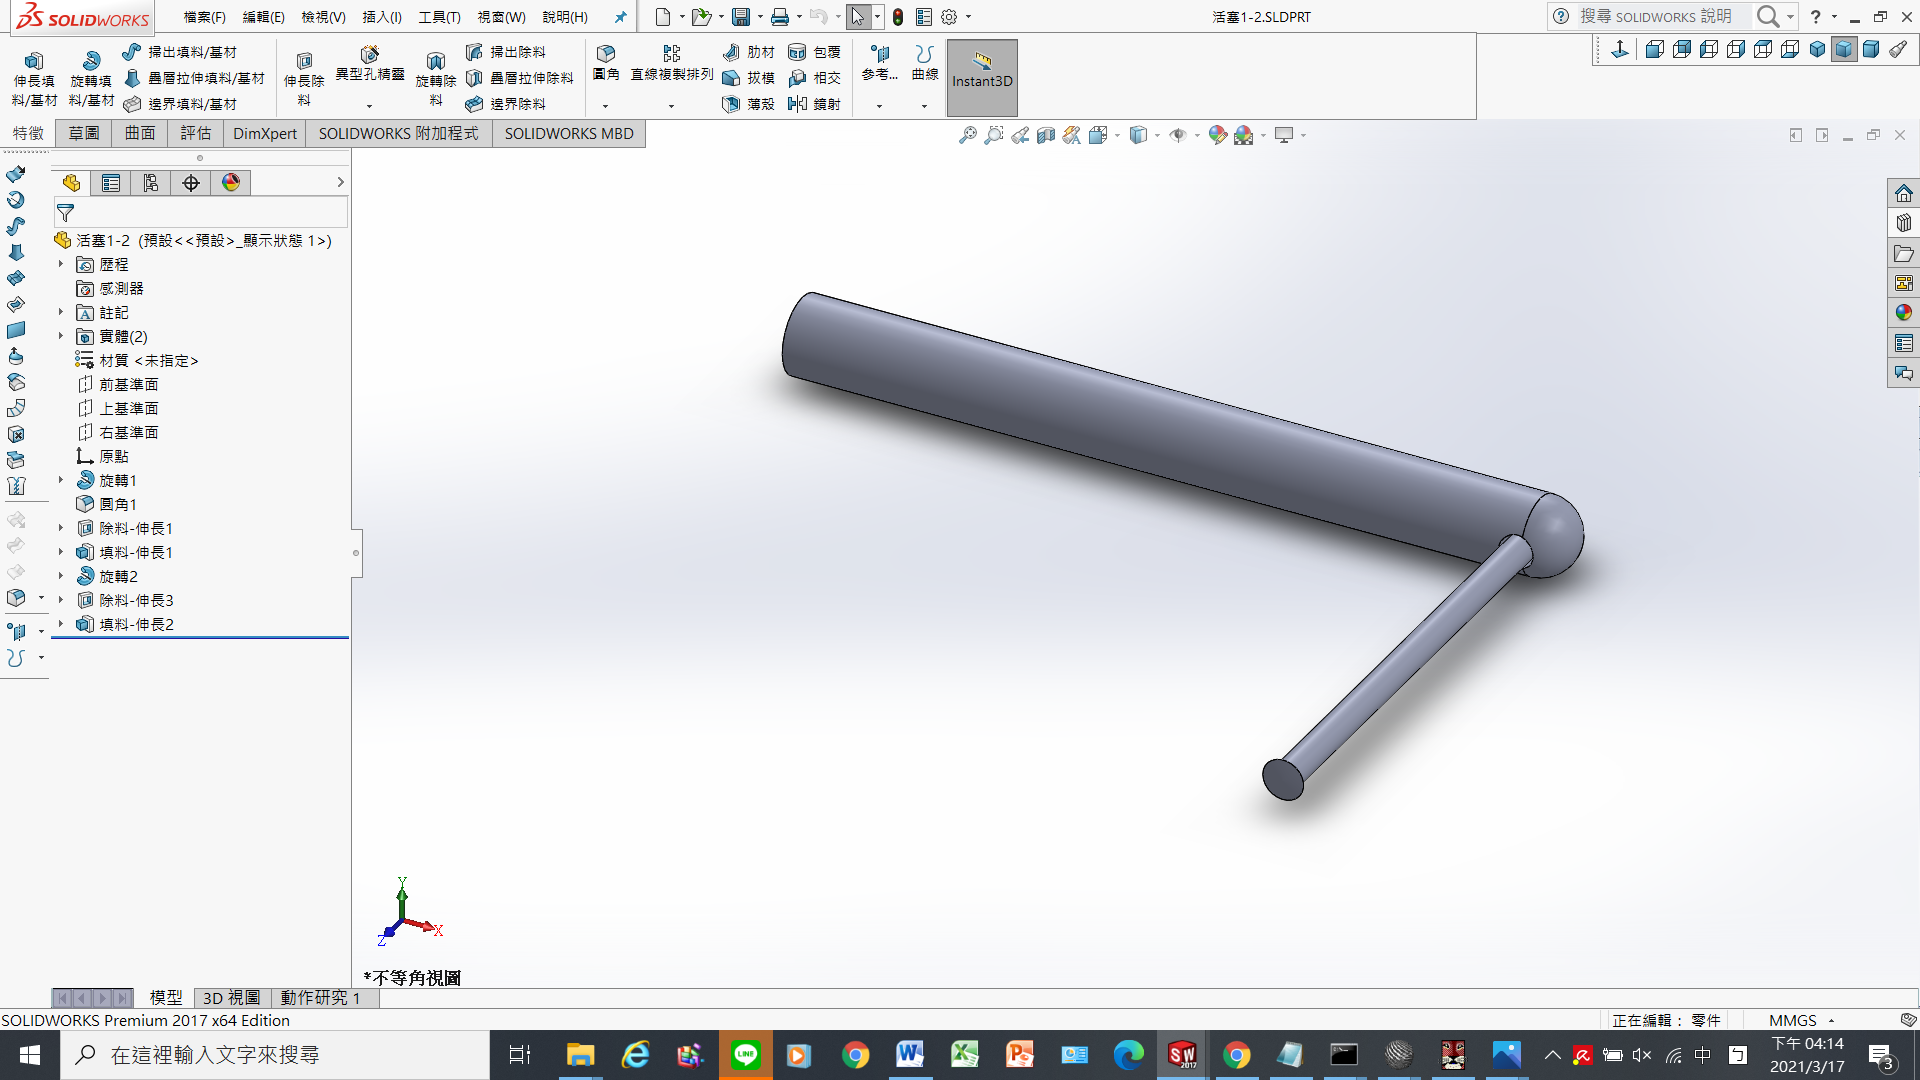 SOLIDWORKS
檔案(F) 編輯(E) 檢視(V) 插入(I) 工具(T) 視窗(W) 說明(H)
活塞1-2.SLDPRT
搜尋 SOLIDWORKS 說明
伸長填料/基材
旋轉填料/基材
掃出填料/基材
疊層拉伸填料/基材
邊界填料/基材
伸長除料
異型孔精靈
旋轉除料
掃出除料
疊層拉伸除料
邊界除料
圓角
直線複製排列
肋材
拔模
薄殼
包覆
相交
鏡射
參考...
曲線
Instant3D
特徵 草圖 曲面 評估 DimXpert SOLIDWORKS 附加程式 SOLIDWORKS MBD
活塞1-2 (預設<<預設>_顯示狀態 1>)
歷程
感測器
註記
實體(2)
材質 <未指定>
前基準面
上基準面
右基準面
原點
旋轉1
圓角1
除料-伸長1
填料-伸長1
旋轉2
除料-伸長3
填料-伸長2
Y
X
Z
*不等角視圖
模型 3D 視圖 動作研究 1
SOLIDWORKS Premium 2017 x64 Edition
正在編輯： 零件
MMGS
在這裡輸入文字來搜尋
LINE
SW
2017
中
下午 04:14
2021/3/17
3